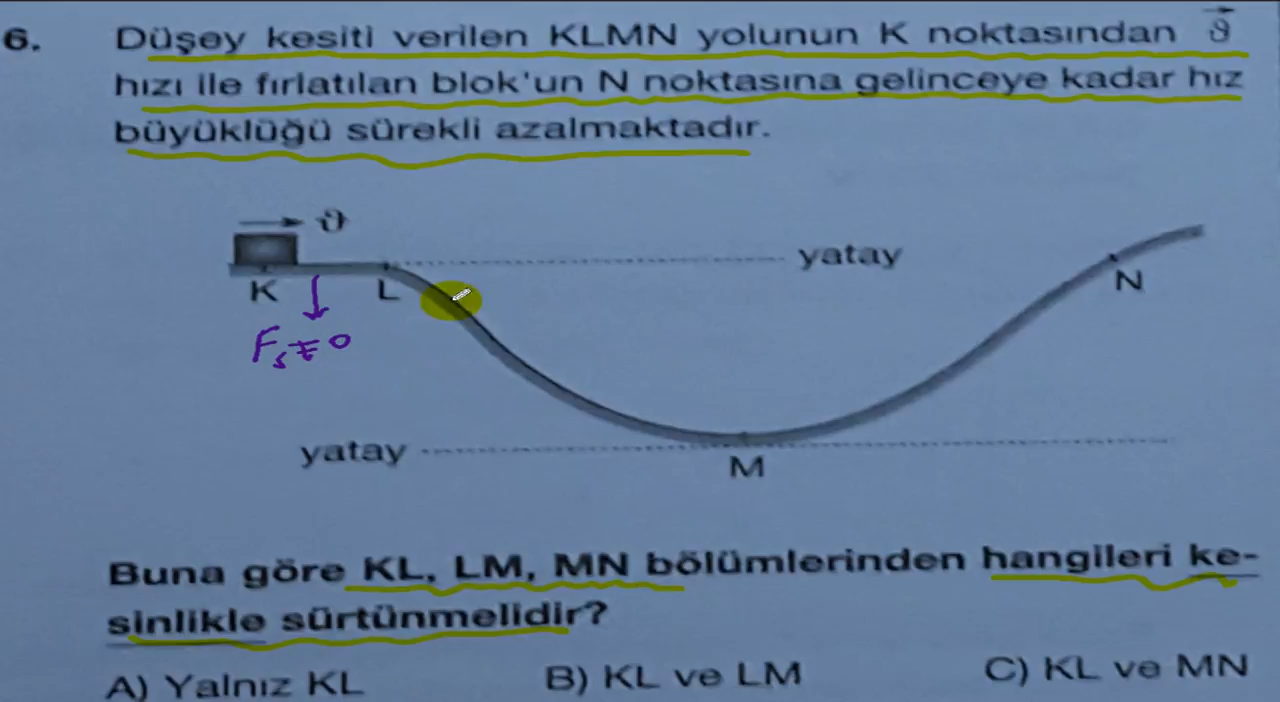 6. Düşey kesiti verilen KLMN yolunun K noktasından ϑ
hızı ile fırlatılan blok'un N noktasına gelinceye kadar hız
büyüklüğü sürekli azalmaktadır.
ϑ
yatay
K L
N
Fs ≠ 0
yatay
M
Buna göre KL, LM, MN bölümlerinden hangileri ke-
sinlikle sürtünmelidir?
A) Yalnız KL B) KL ve LM C) KL ve MN